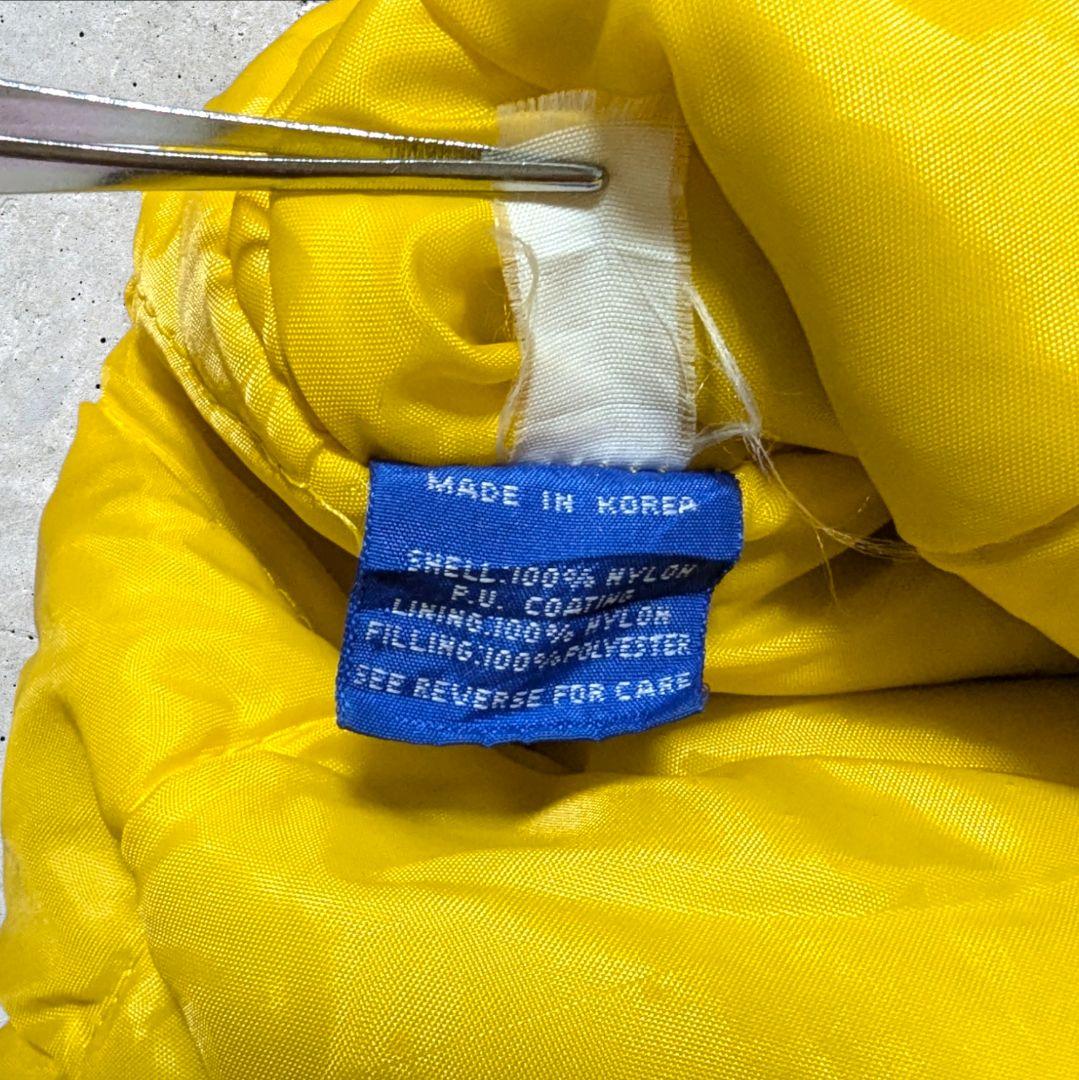 MADE IN KOREA
SHELL:100% NYLON
P.U. COATING
LINING:100% NYLON
FILLING:100% POLYESTER
SEE REVERSE FOR CARE